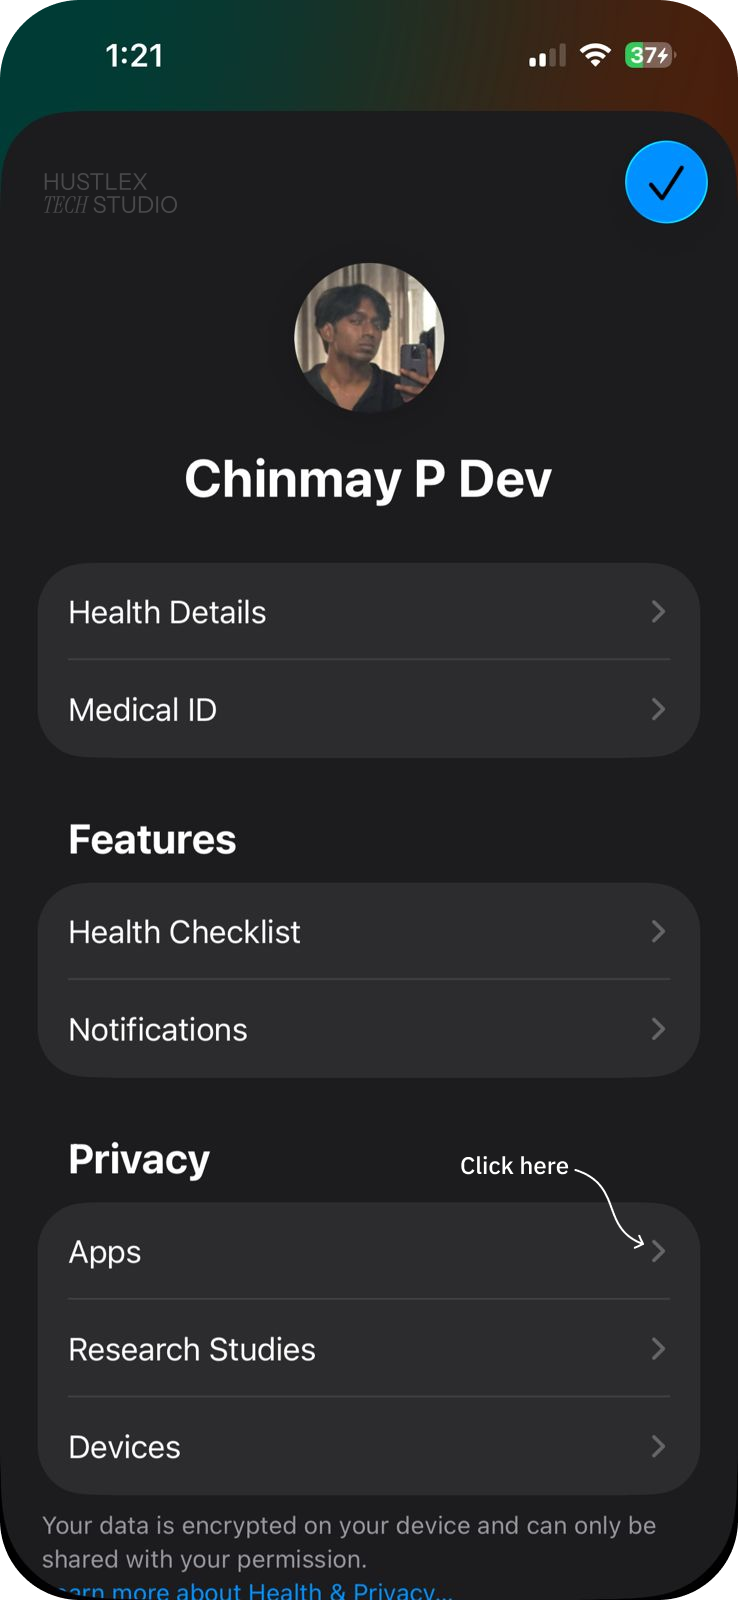 1:21
37
HUSTLEX
TECH STUDIO
Chinmay P Dev
Health Details
Medical ID
Features
Health Checklist
Notifications
Privacy
Click here
Apps
Research Studies
Devices
Your data is encrypted on your device and can only be
shared with your permission.
Learn more about Health & Privacy...